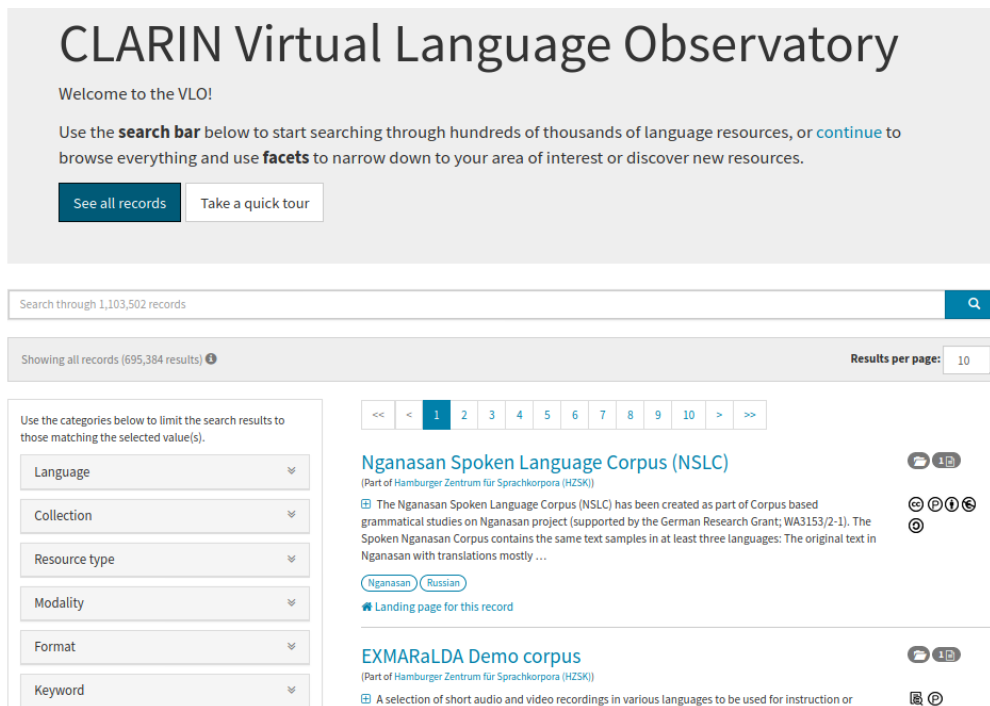 CLARIN Virtual Language Observatory
Welcome to the VLO!
Use the search bar below to start searching through hundreds of thousands of language resources, or continue to
browse everything and use facets to narrow down to your area of interest or discover new resources.
See all records
Take a quick tour
Search through 1,103,502 records
Showing all records (695,384 results)
Results per page: 10
Use the categories below to limit the search results to
those matching the selected value(s).
Language
Collection
Resource type
Modality
Format
Keyword
<< < 1 2 3 4 5 6 7 8 9 10 > >>
Nganasan Spoken Language Corpus (NSLC)
1
(Part of Hamburger Zentrum für Sprachkorpora (HZSK))
The Nganasan Spoken Language Corpus (NSLC) has been created as part of Corpus based
grammatical studies on Nganasan project (supported by the German Research Grant; WA3153/2-1). The
Spoken Nganasan Corpus contains the same text samples in at least three languages: The original text in
Nganasan with translations mostly …
Nganasan Russian
Landing page for this record
EXMARaLDA Demo corpus
1
(Part of Hamburger Zentrum für Sprachkorpora (HZSK))
A selection of short audio and video recordings in various languages to be used for instruction or